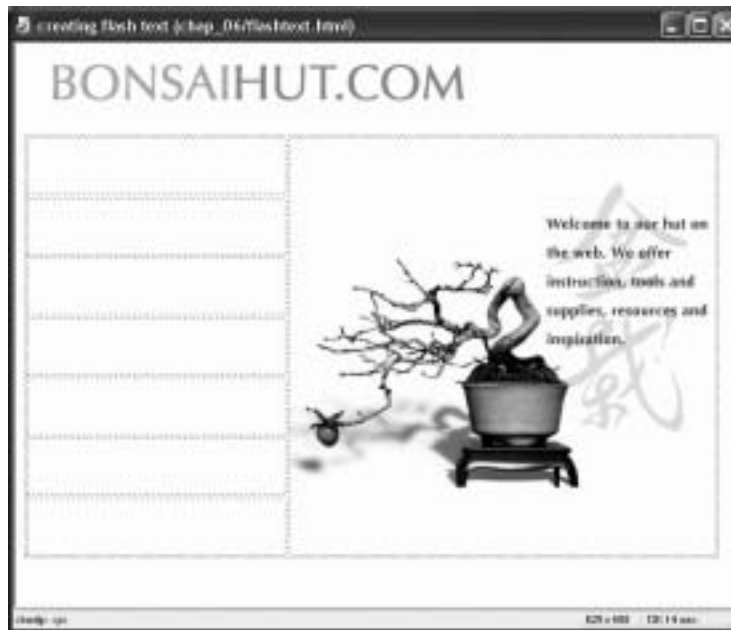 creating flash text (chap_06/flashtext.html)
BONSAIHUT.COM
Welcome to our hut on
the web. We offer
instruction, tools and
supplies, resources and
inspiration.